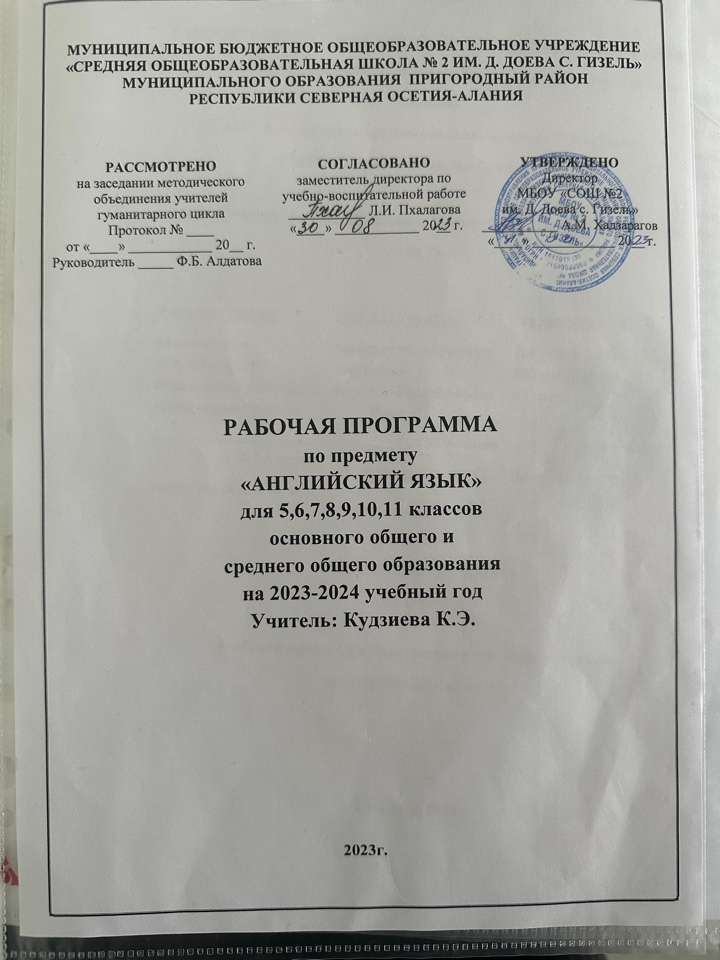 МУНИЦИПАЛЬНОЕ БЮДЖЕТНОЕ ОБЩЕОБРАЗОВАТЕЛЬНОЕ УЧРЕЖДЕНИЕ
«СРЕДНЯЯ ОБЩЕОБРАЗОВАТЕЛЬНАЯ ШКОЛА № 2 ИМ. Д. ДОЕВА С. ГИЗЕЛЬ»
МУНИЦИПАЛЬНОГО ОБРАЗОВАНИЯ ПРИГОРОДНЫЙ РАЙОН
РЕСПУБЛИКИ СЕВЕРНАЯ ОСЕТИЯ-АЛАНИЯ
РАССМОТРЕНО
на заседании методического
объединения учителей
гуманитарного цикла
Протокол № ____
от «____» ____________ 20__ г.
Руководитель _____ Ф.Б. Алдатова
СОГЛАСОВАНО
заместитель директора по
учебно-воспитательной работе
Л.И. Пхалагова
«30» 08 2023 г.
УТВЕРЖДЕНО
Директор
МБОУ «СОШ №2
им. Д. Доева с. Гизель»
А.М. Хадзарагов
2023г.
РАБОЧАЯ ПРОГРАММА
по предмету
«АНГЛИЙСКИЙ ЯЗЫК»
для 5,6,7,8,9,10,11 классов
основного общего и
среднего общего образования
на 2023-2024 учебный год
Учитель: Кудзиева К.Э.
2023г.